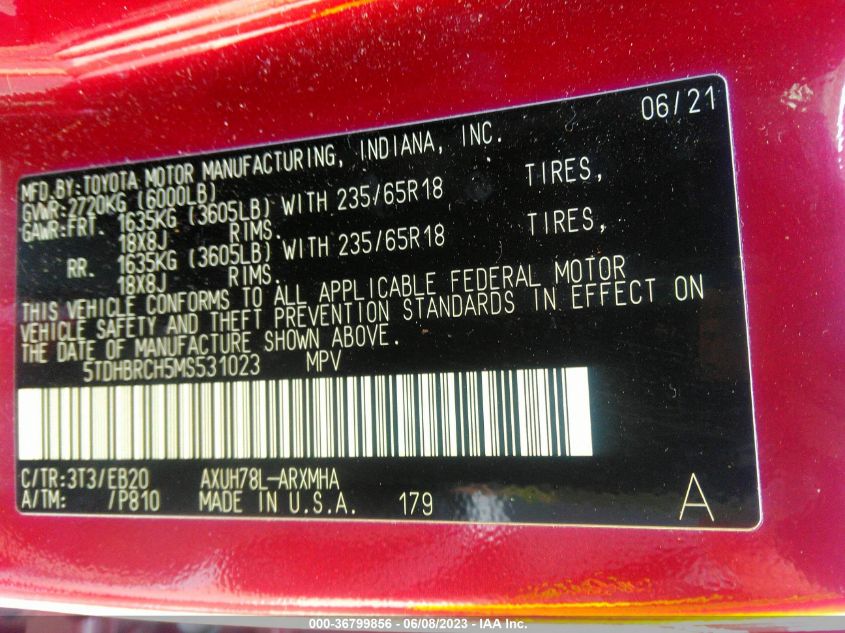 06/21
MFD.BY:TOYOTA MOTOR MANUFACTURING, INDIANA, INC.
GVWR:2720KG (6000LB)
GAWR:FRT. 1635KG (3605LB) WITH 235/65R18 TIRES,
18X8J RIMS.
RR. 1635KG (3605LB) WITH 235/65R18 TIRES,
18X8J RIMS.
THIS VEHICLE CONFORMS TO ALL APPLICABLE FEDERAL MOTOR
VEHICLE SAFETY AND THEFT PREVENTION STANDARDS IN EFFECT ON
THE DATE OF MANUFACTURE SHOWN ABOVE.
5TDHBRCH5MS531023 MPV
C/TR:3T3/EB20 AXUH78L-ARXMHA
A/TM: /P810 MADE IN U.S.A. 179 A
000-36799856 - 06/08/2023 - IAA Inc.